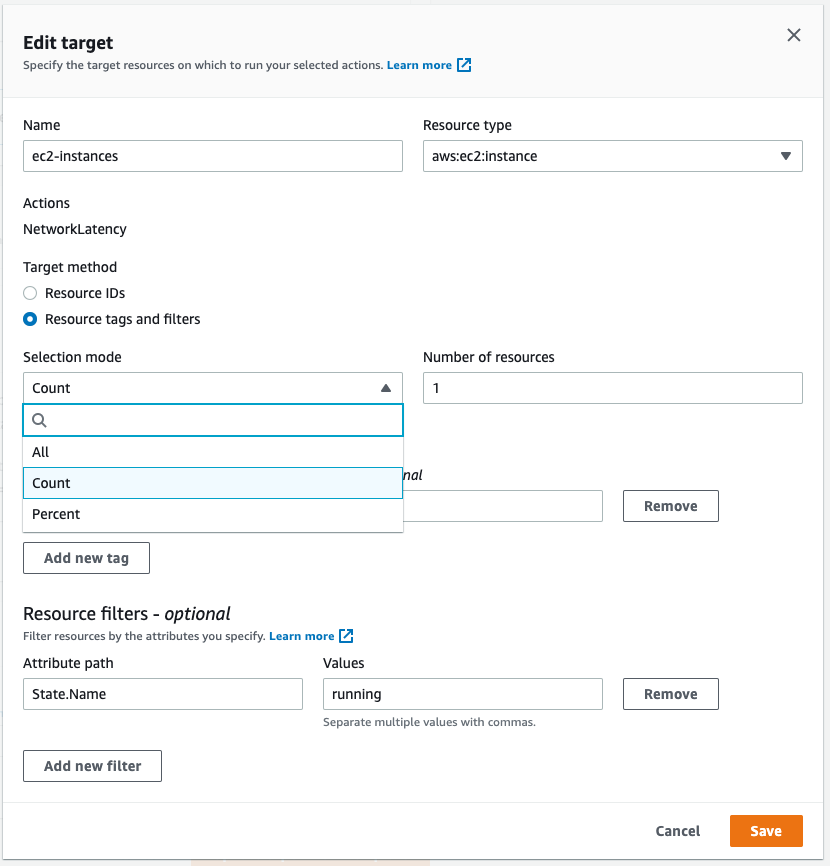 Edit target
Specify the target resources on which to run your selected actions. Learn more
Name
Resource type
ec2-instances
aws:ec2:instance
Actions
NetworkLatency
Target method
Resource IDs
Resource tags and filters
Selection mode
Number of resources
Count
1
All
Count
nal
Percent
Remove
Add new tag
Resource filters - optional
Filter resources by the attributes you specify. Learn more
Attribute path
Values
State.Name
running
Remove
Separate multiple values with commas.
Add new filter
Cancel
Save